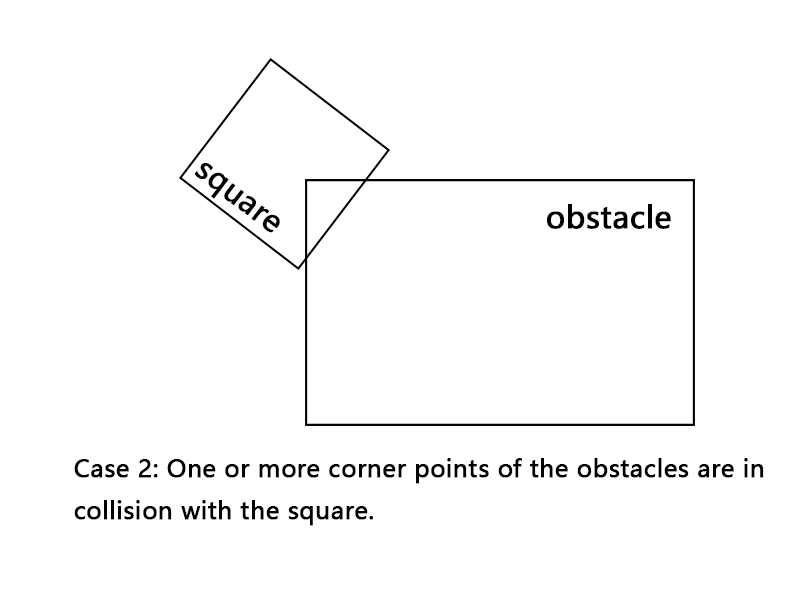 square
obstacle
Case 2: One or more corner points of the obstacles are in
collision with the square.